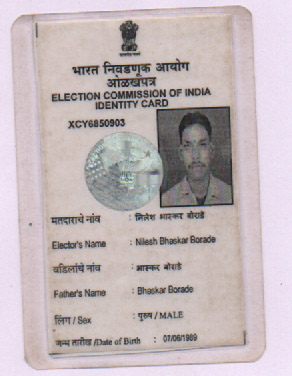 भारत निवडणूक आयोग
ओळखपत्र
ELECTION COMMISSION OF INDIA
IDENTITY CARD
XCY6850903
मतदाराचे नांव : निलेश भास्कर बोराडे
Elector's Name : Nilesh Bhaskar Borade
वडिलांचे नांव : भास्कर बोराडे
Father's Name : Bhaskar Borade
लिंग / Sex : पुरुष / MALE
जन्म तारीख /Date of Birth : 07/06/1989